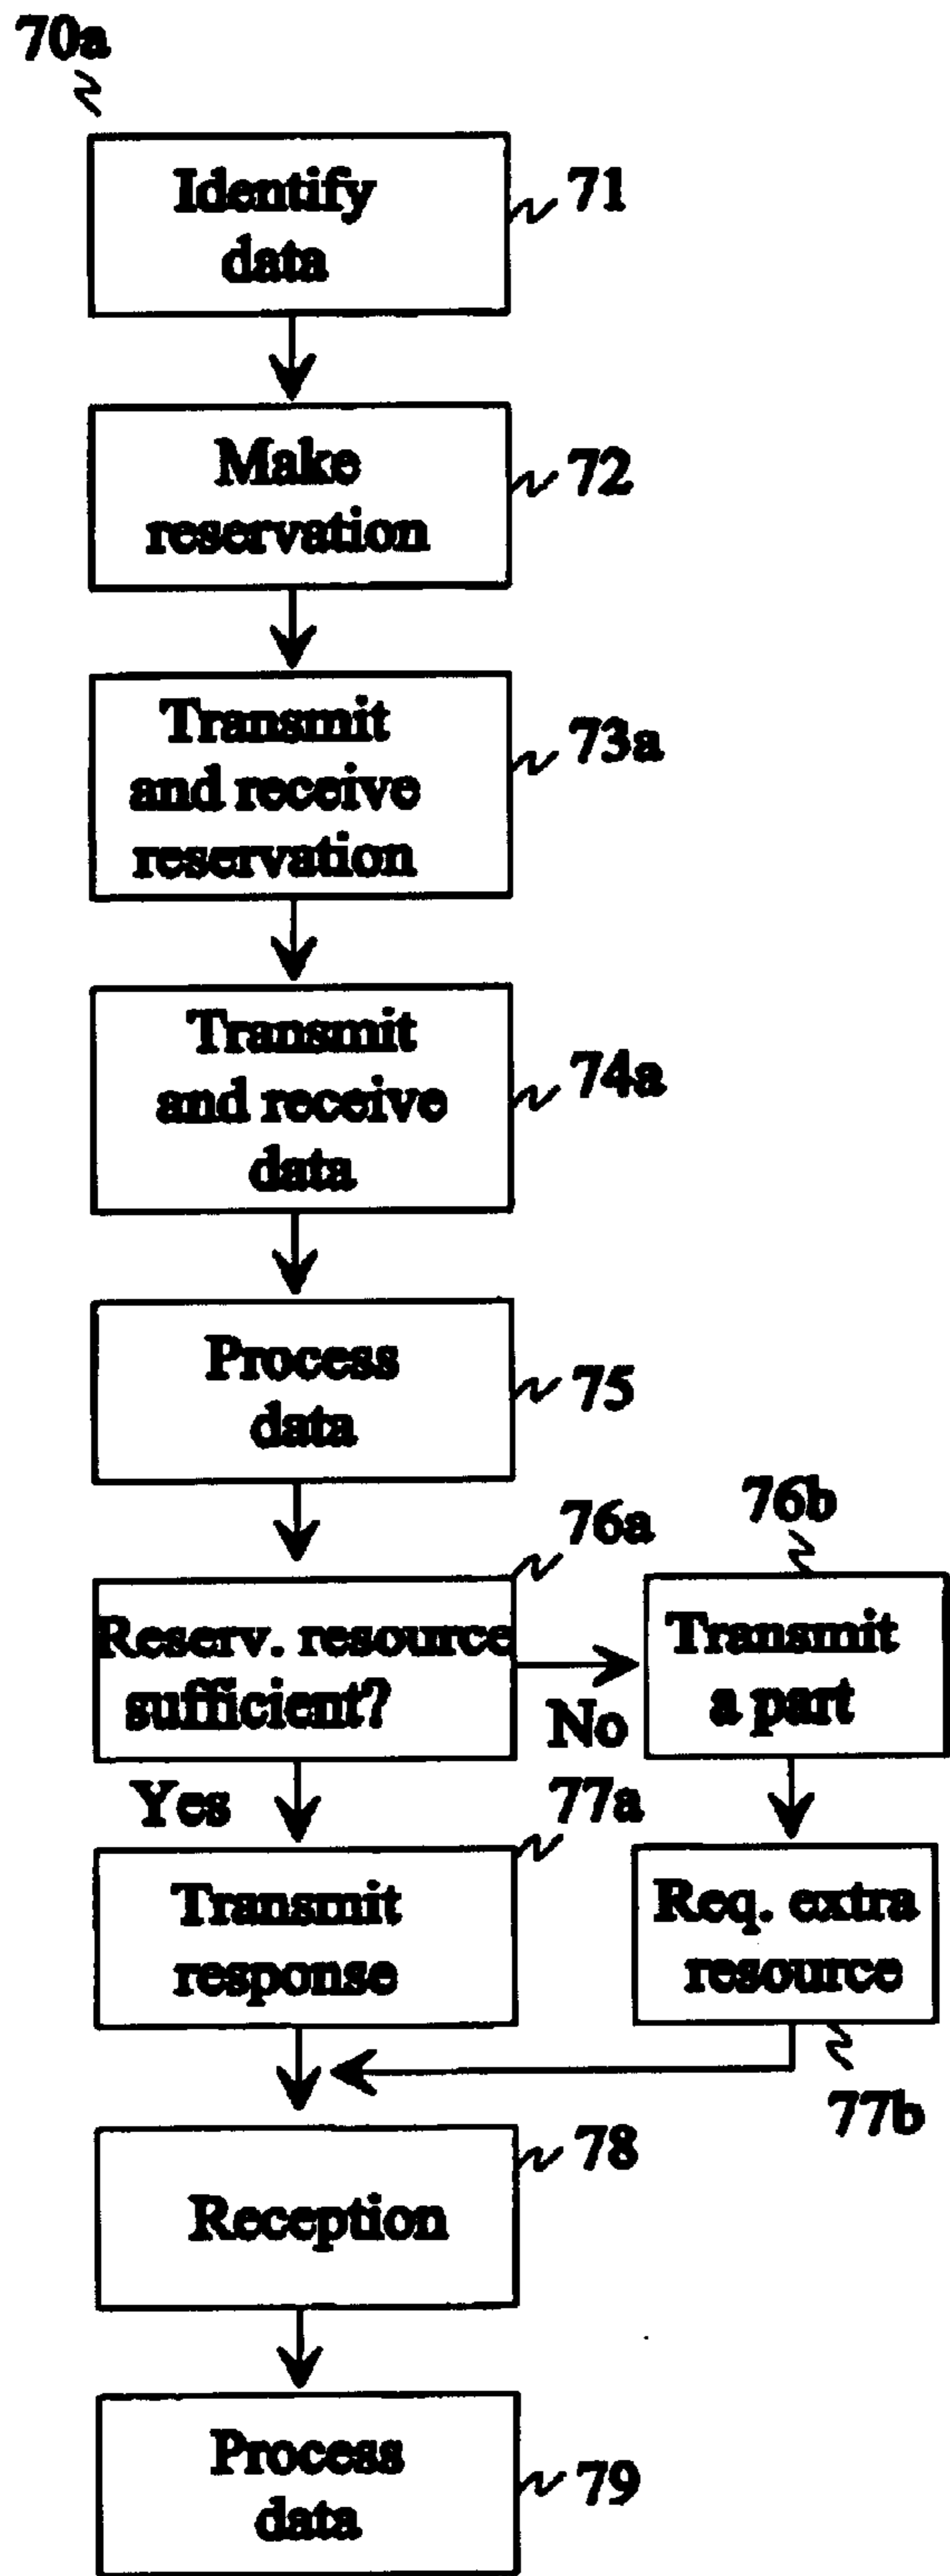 70a
Identify
data
71
Make
reservation
72
Transmit
and receive
reservation
73a
Transmit
and receive
data
74a
Process
data
75
76a
Reserv. resource
sufficient?
No
76b
Transmit
a part
Yes
77a
Transmit
response
Req. extra
resource
77b
78
Reception
Process
data
79